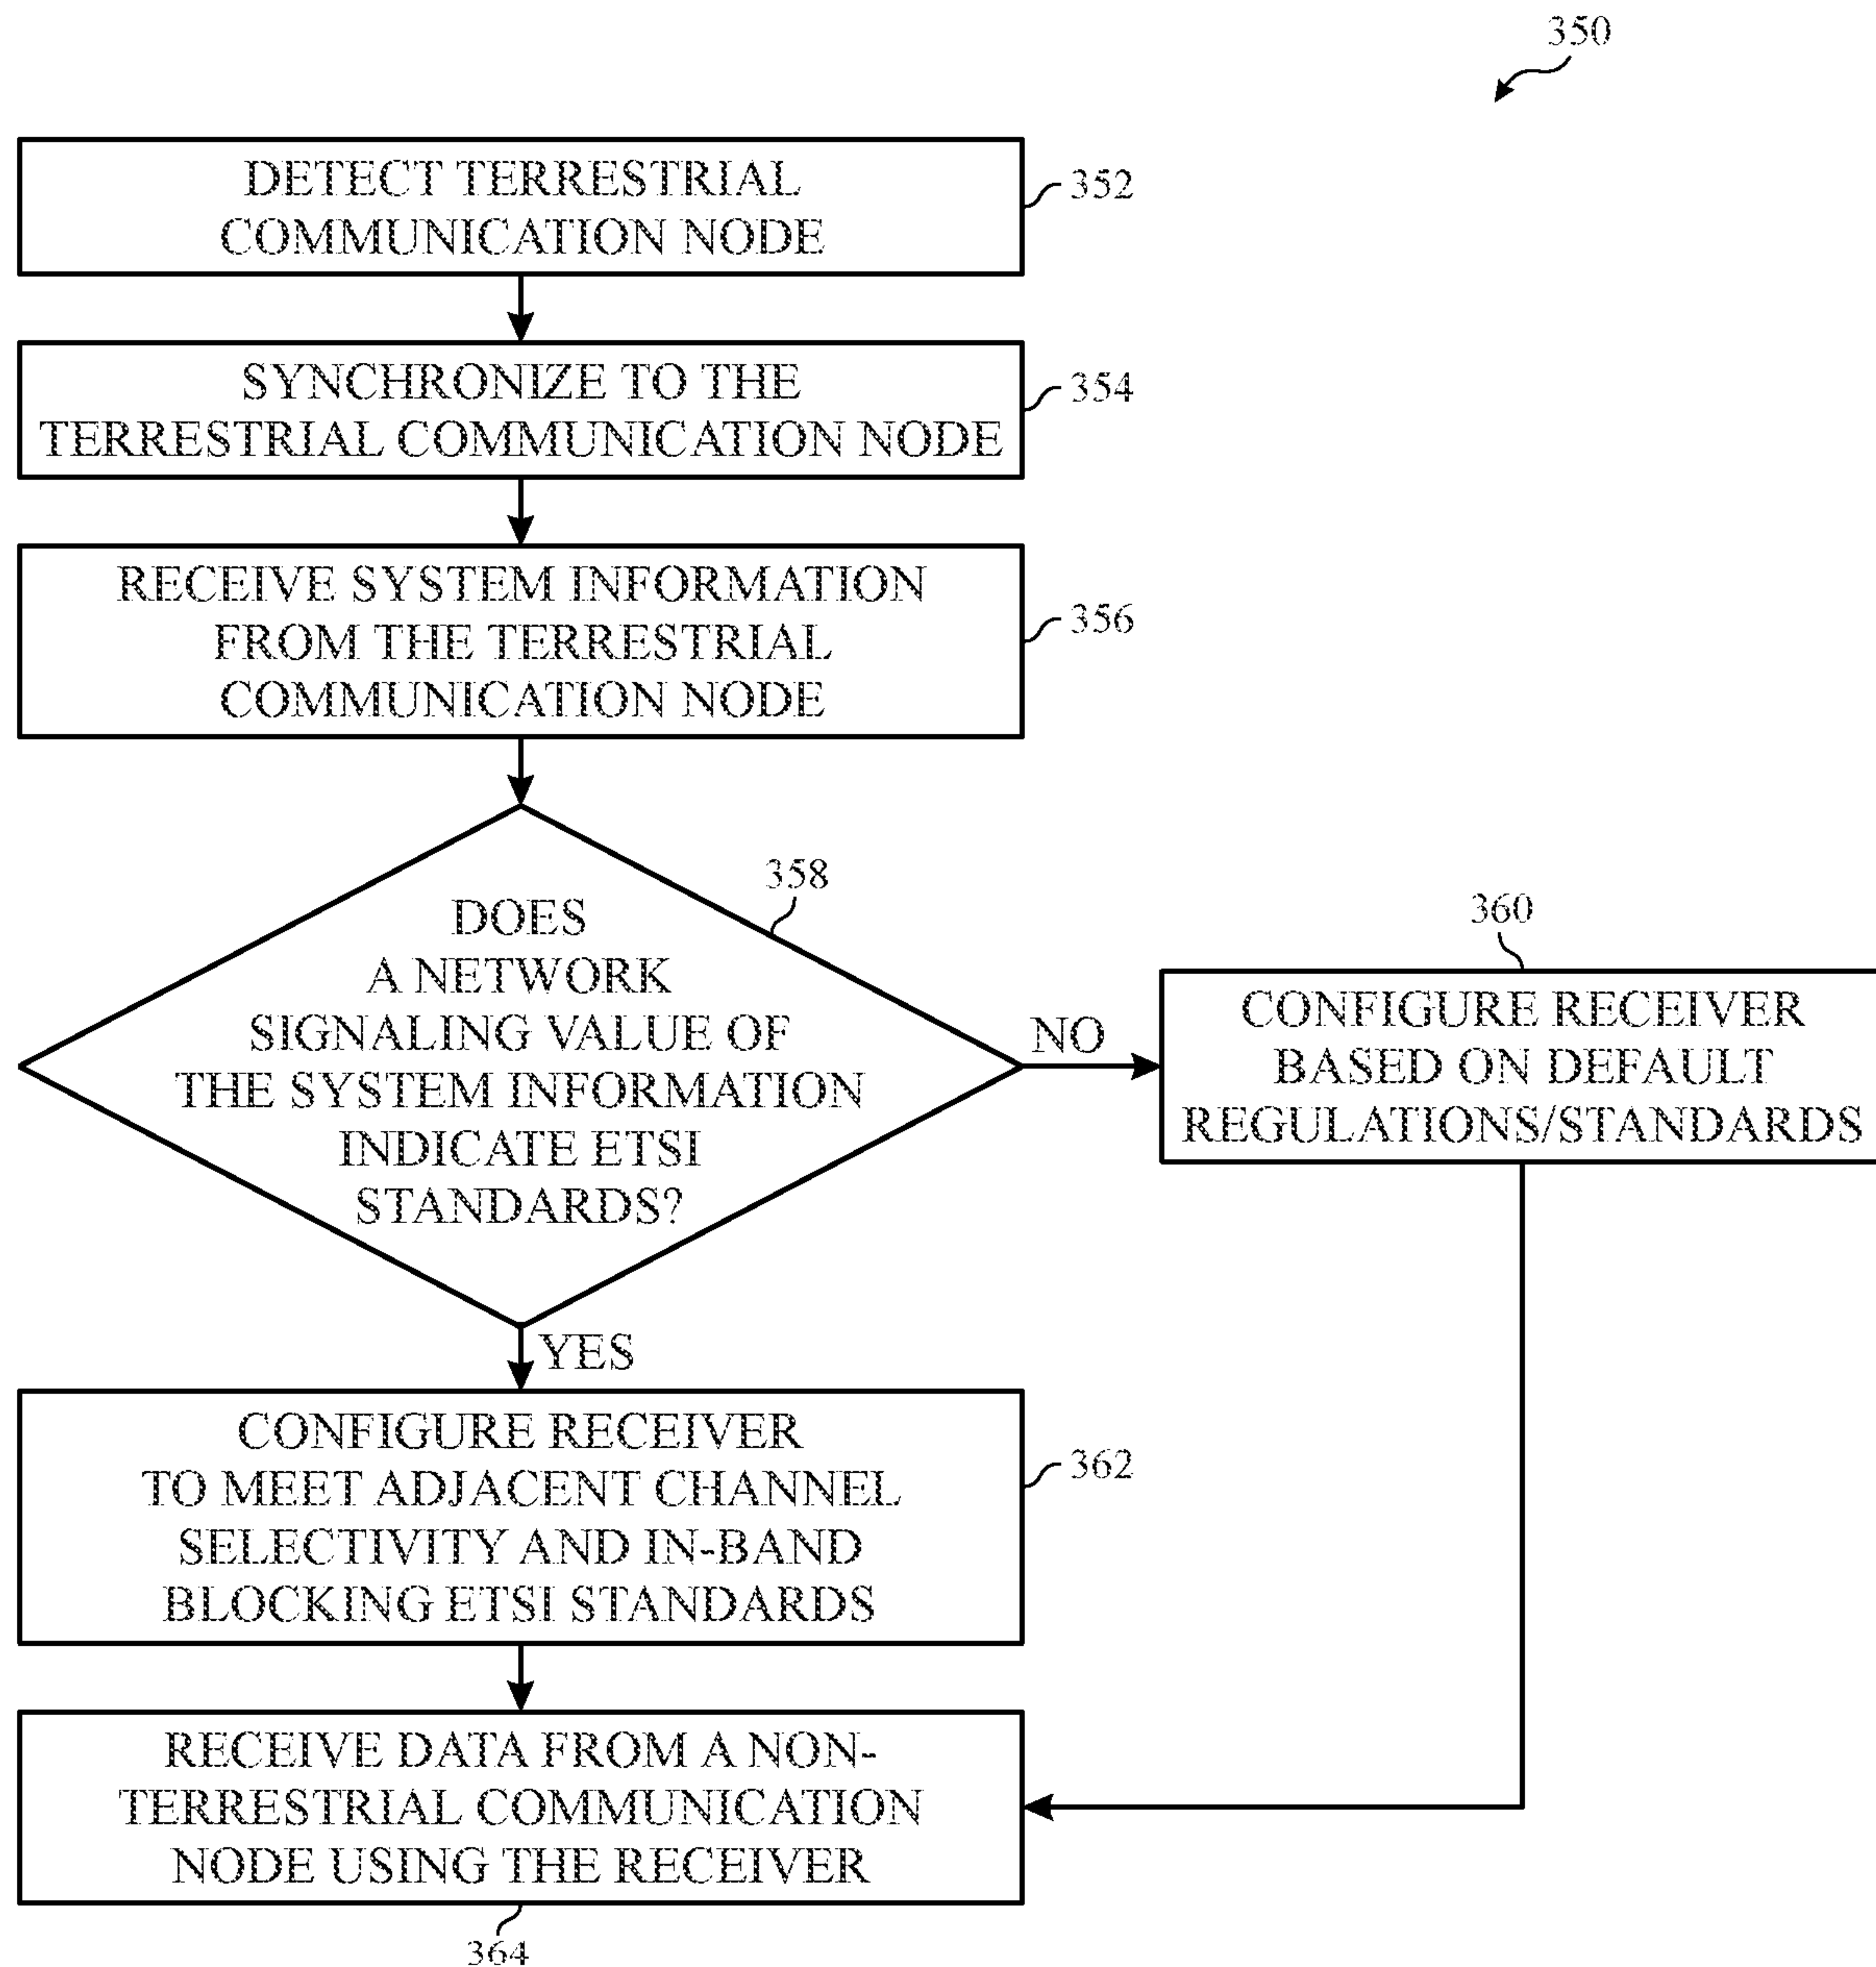 350
DETECT TERRESTRIAL
COMMUNICATION NODE
352
SYNCHRONIZE TO THE
TERRESTRIAL COMMUNICATION NODE
354
RECEIVE SYSTEM INFORMATION
FROM THE TERRESTRIAL
COMMUNICATION NODE
356
358
DOES
A NETWORK
SIGNALING VALUE OF
THE SYSTEM INFORMATION
INDICATE ETSI
STANDARDS?
NO
360
CONFIGURE RECEIVER
BASED ON DEFAULT
REGULATIONS/STANDARDS
YES
CONFIGURE RECEIVER
TO MEET ADJACENT CHANNEL
SELECTIVITY AND IN-BAND
BLOCKING ETSI STANDARDS
362
RECEIVE DATA FROM A NON-
TERRESTRIAL COMMUNICATION
NODE USING THE RECEIVER
364